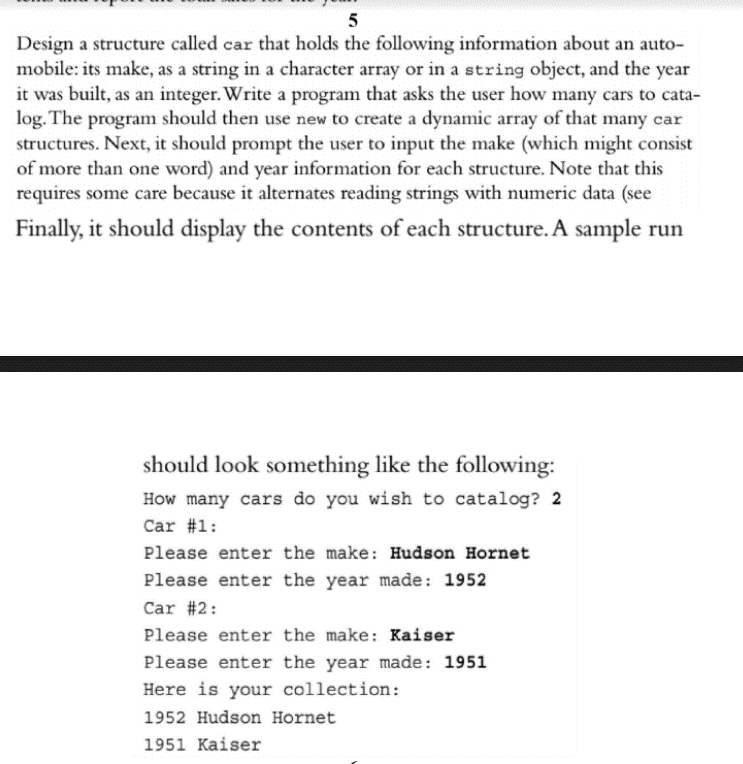 5
Design a structure called car that holds the following information about an auto-
mobile: its make, as a string in a character array or in a string object, and the year
it was built, as an integer. Write a program that asks the user how many cars to cata-
log. The program should then use new to create a dynamic array of that many car
structures. Next, it should prompt the user to input the make (which might consist
of more than one word) and year information for each structure. Note that this
requires some care because it alternates reading strings with numeric data (see
Finally, it should display the contents of each structure. A sample run
should look something like the following:
How many cars do you wish to catalog? 2
Car #1:
Please enter the make: Hudson Hornet
Please enter the year made: 1952
Car #2:
Please enter the make: Kaiser
Please enter the year made: 1951
Here is your collection:
1952 Hudson Hornet
1951 Kaiser